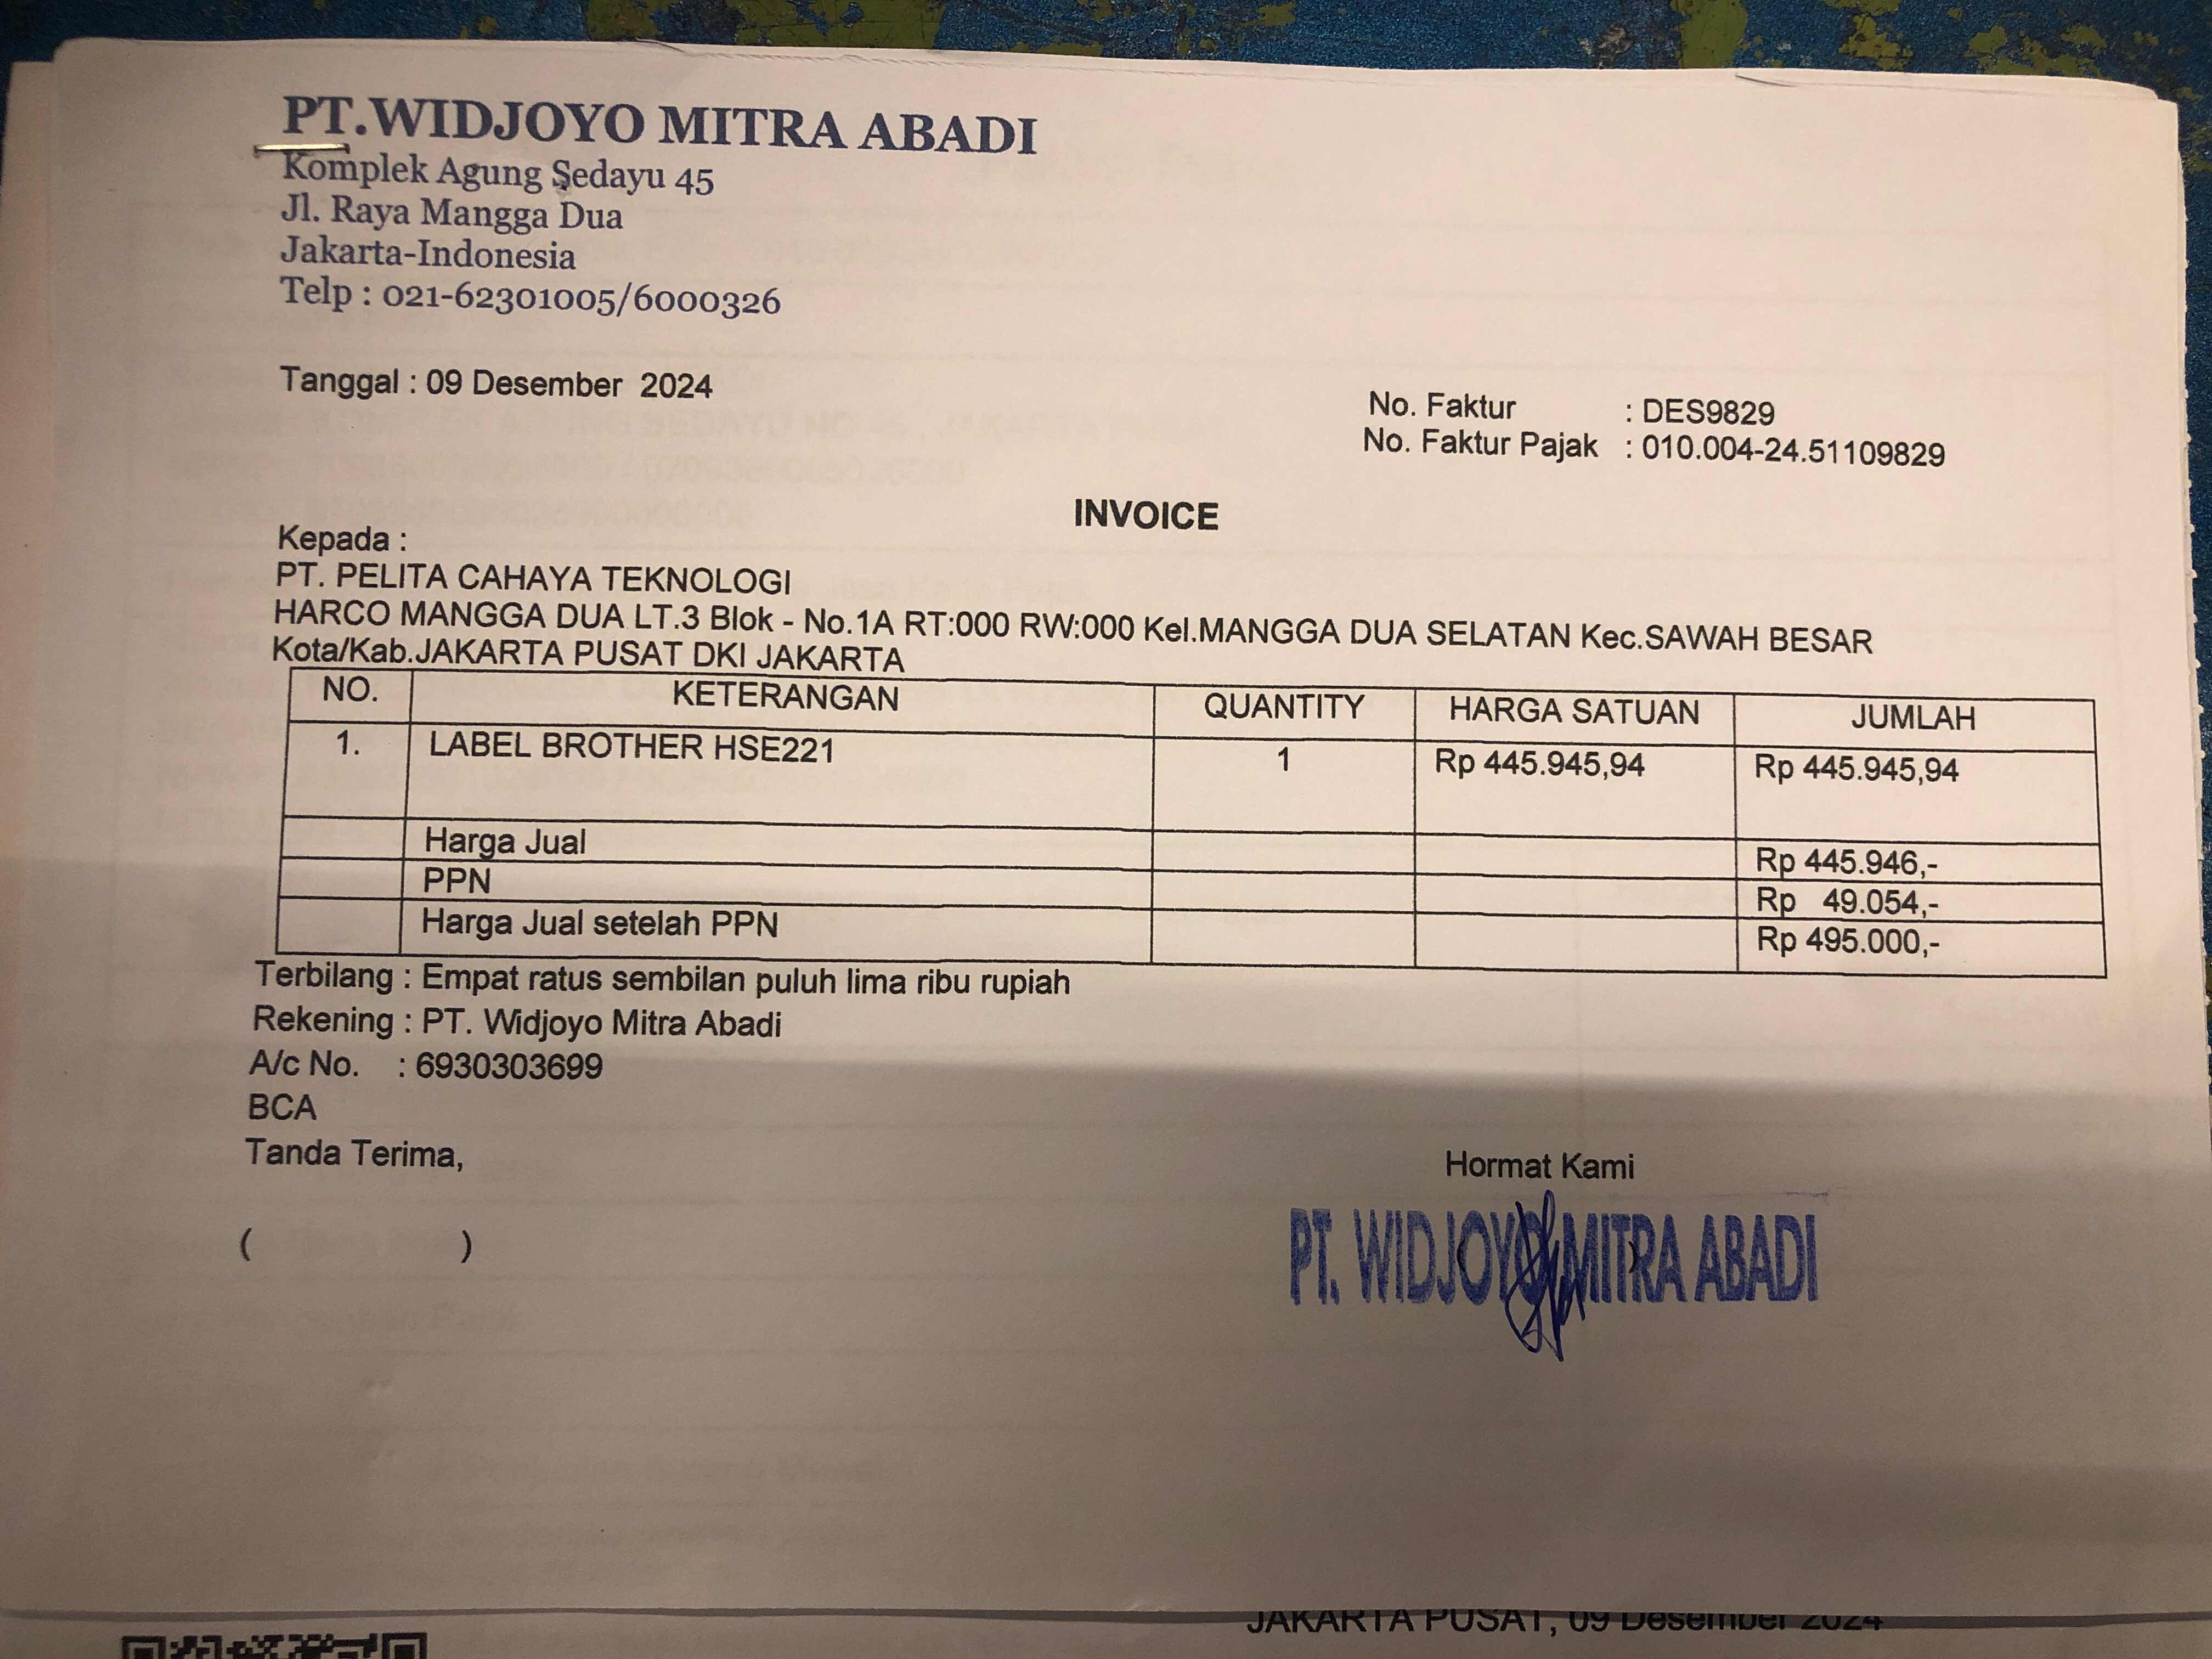 PT.WIDJOYO MITRA ABADI
Komplek Agung Sedayu 45
Jl. Raya Mangga Dua
Jakarta-Indonesia
Telp : 021-62301005/6000326
Tanggal : 09 Desember 2024
No. Faktur : DES9829
No. Faktur Pajak : 010.004-24.51109829
INVOICE
Kepada :
PT. PELITA CAHAYA TEKNOLOGI
HARCO MANGGA DUA LT.3 Blok - No.1A RT:000 RW:000 Kel.MANGGA DUA SELATAN Kec.SAWAH BESAR
Kota/Kab.JAKARTA PUSAT DKI JAKARTA
NO. KETERANGAN QUANTITY HARGA SATUAN JUMLAH
1. LABEL BROTHER HSE221 1 Rp 445.945,94 Rp 445.945,94
Harga Jual Rp 445.946,-
PPN Rp 49.054,-
Harga Jual setelah PPN Rp 495.000,-
Terbilang : Empat ratus sembilan puluh lima ribu rupiah
Rekening : PT. Widjoyo Mitra Abadi
A/c No. : 6930303699
BCA
Tanda Terima,
Hormat Kami
( )
PT. WIDJOYO MITRA ABADI
JAKARTA PUSAT, 09 Desember 2024